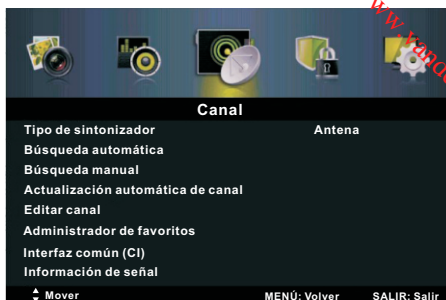 Canal
Tipo de sintonizador Antena
Búsqueda automática
Búsqueda manual
Actualización automática de canal
Editar canal
Administrador de favoritos
Interfaz común (CI)
Información de señal
Mover MENÚ: Volver SALIR: Salir